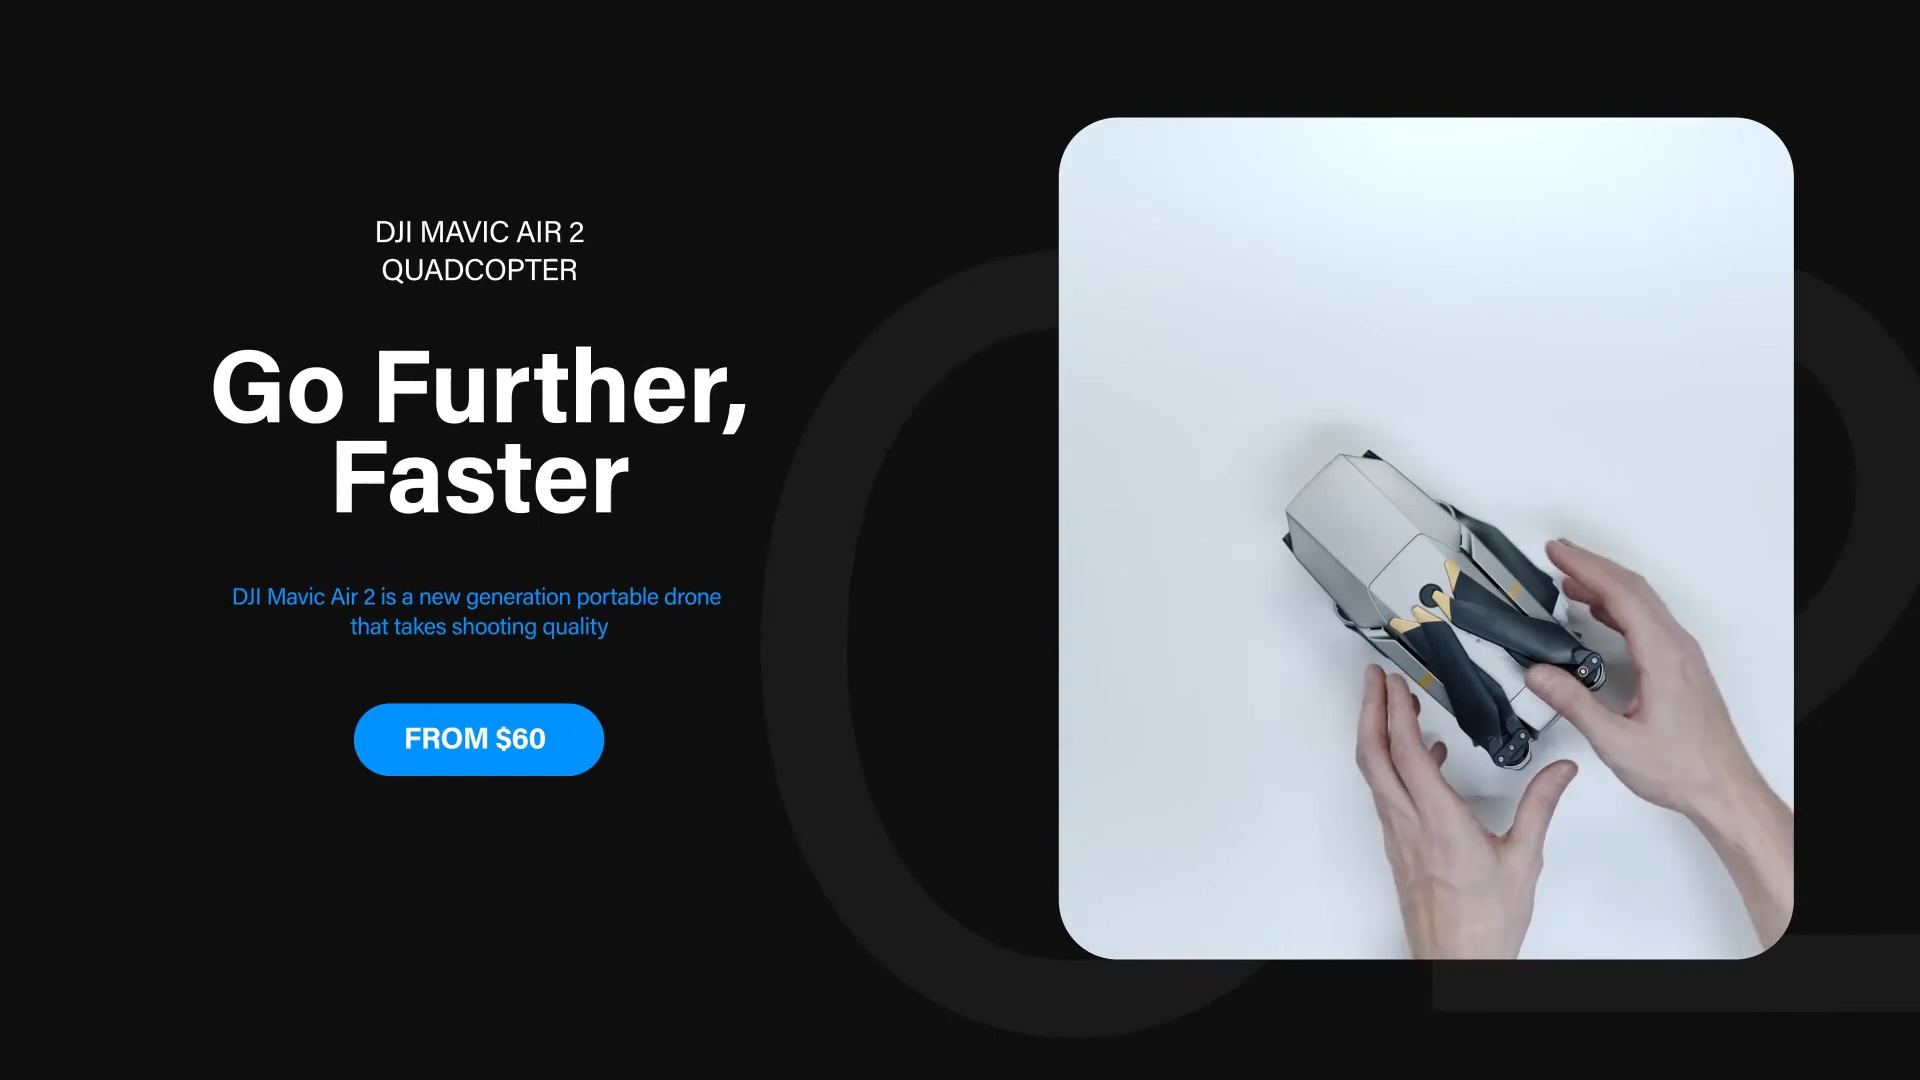 DJI MAVIC AIR 2
QUADCOPTER
Go Further,
Faster
DJI Mavic Air 2 is a new generation portable drone
that takes shooting quality
FROM $60
02